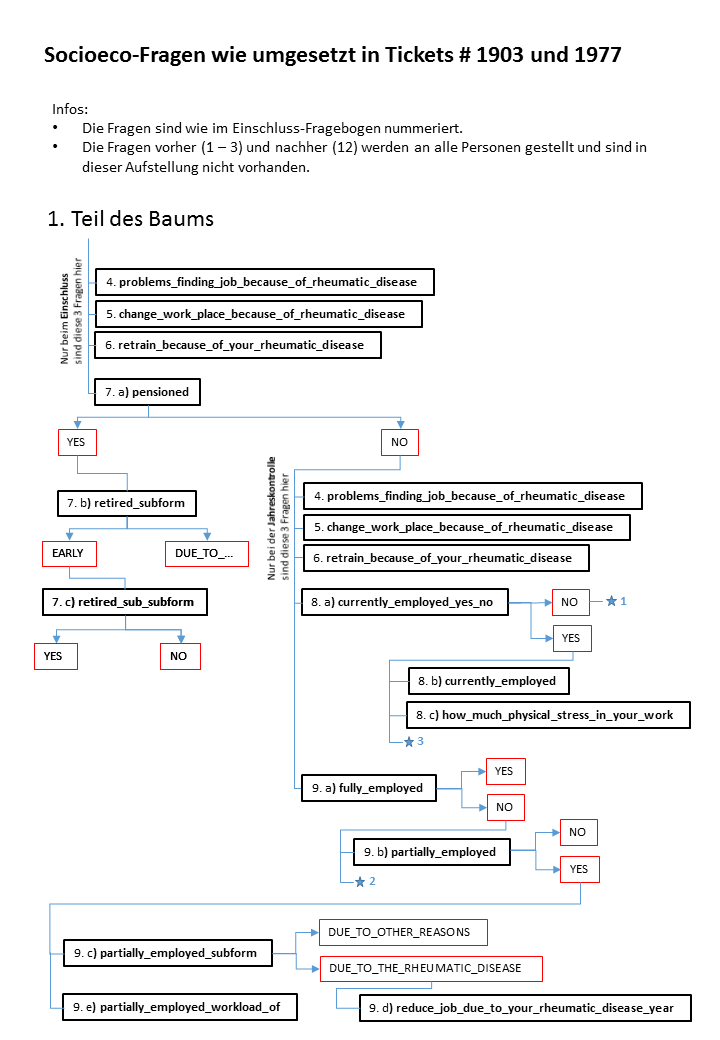 Socioeco-Fragen wie umgesetzt in Tickets # 1903 und 1977
Infos:
• Die Fragen sind wie im Einschluss-Fragebogen nummeriert.
• Die Fragen vorher (1 – 3) und nachher (12) werden an alle Personen gestellt und sind in
dieser Aufstellung nicht vorhanden.
1. Teil des Baums
Nur beim Einschluss
sind diese 3 Fragen hier
4. problems_finding_job_because_of_rheumatic_disease
5. change_work_place_because_of_rheumatic_disease
6. retrain_because_of_your_rheumatic_disease
7. a) pensioned
YES
NO
7. b) retired_subform
EARLY
DUE_TO_...
7. c) retired_sub_subform
YES
NO
Nur bei der Jahreskontrolle
sind diese 3 Fragen hier
4. problems_finding_job_because_of_rheumatic_disease
5. change_work_place_because_of_rheumatic_disease
6. retrain_because_of_your_rheumatic_disease
8. a) currently_employed_yes_no
NO
1
YES
8. b) currently_employed
8. c) how_much_physical_stress_in_your_work
3
9. a) fully_employed
YES
NO
9. b) partially_employed
NO
YES
2
9. c) partially_employed_subform
DUE_TO_OTHER_REASONS
DUE_TO_THE_RHEUMATIC_DISEASE
9. e) partially_employed_workload_of
9. d) reduce_job_due_to_your_rheumatic_disease_year